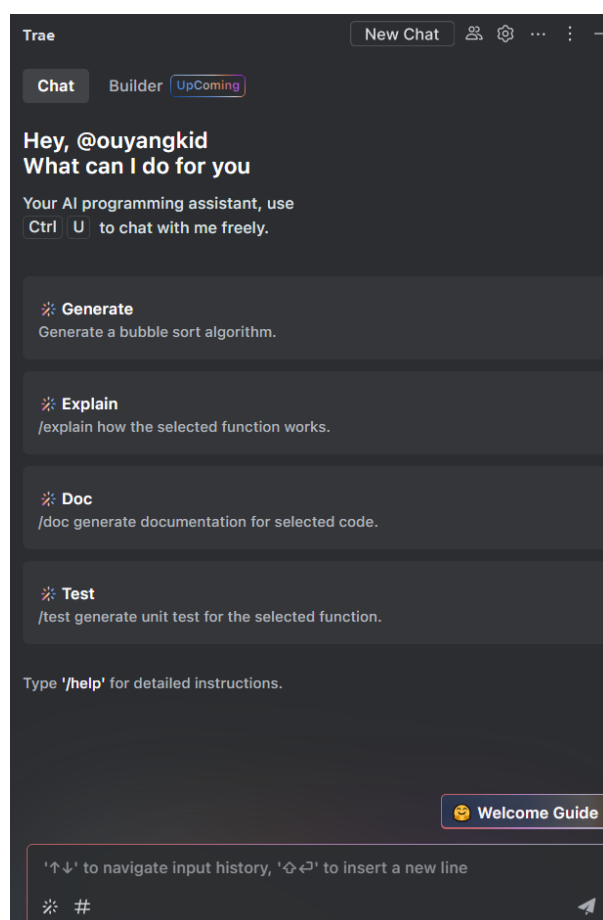 Trae New Chat
Chat Builder UpComing
Hey, @ouyangkid
What can I do for you
Your AI programming assistant, use
Ctrl U to chat with me freely.
Generate
Generate a bubble sort algorithm.
Explain
/explain how the selected function works.
Doc
/doc generate documentation for selected code.
Test
/test generate unit test for the selected function.
Type '/help' for detailed instructions.
🤗 Welcome Guide
'↑↓' to navigate input history, '⇧⏎' to insert a new line
#